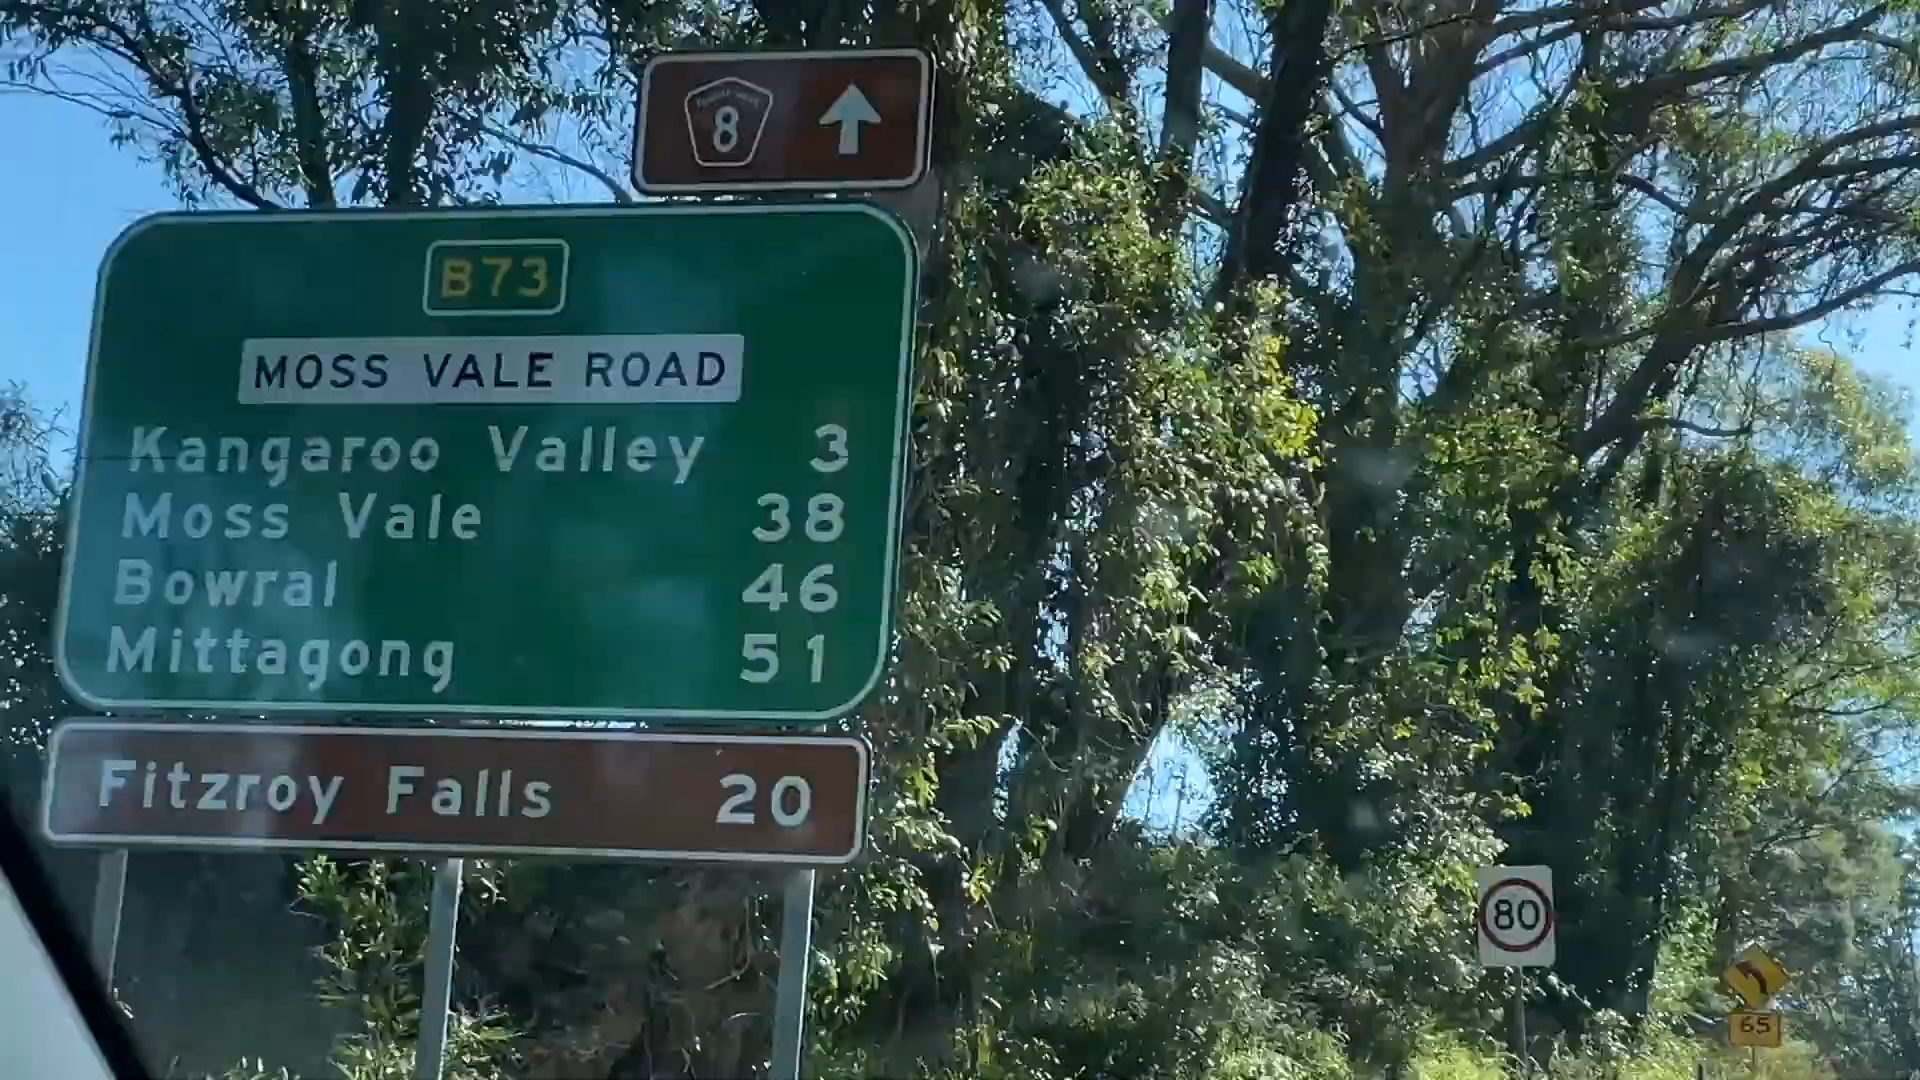 8
B73
MOSS VALE ROAD
Kangaroo Valley 3
Moss Vale 38
Bowral 46
Mittagong 51
Fitzroy Falls 20
80
65